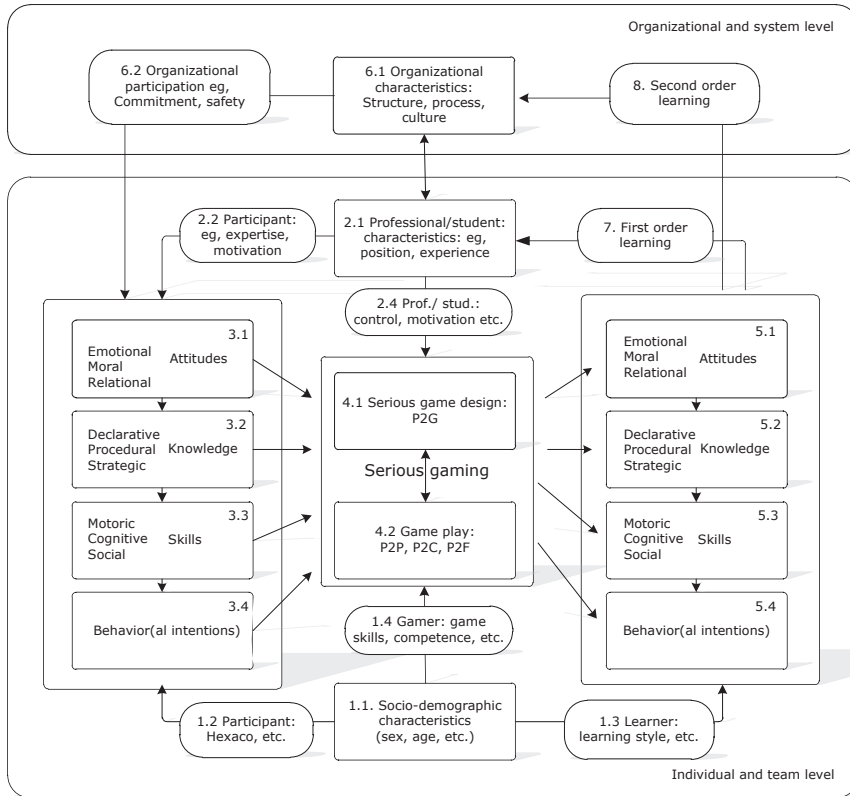 Organizational and system level
6.2 Organizational
participation eg,
Commitment, safety
6.1 Organizational
characteristics:
Structure, process,
culture
8. Second order
learning
2.2 Participant:
eg, expertise,
motivation
2.1 Professional/student:
characteristics: eg,
position, experience
7. First order
learning
2.4 Prof./ stud.:
control, motivation etc.
3.1
Emotional
Moral
Relational
Attitudes
3.2
Declarative
Procedural
Strategic
Knowledge
3.3
Motoric
Cognitive
Social
Skills
3.4
Behavior(al intentions)
4.1 Serious game design:
P2G
Serious gaming
4.2 Game play:
P2P, P2C, P2F
5.1
Emotional
Moral
Relational
Attitudes
5.2
Declarative
Procedural
Strategic
Knowledge
5.3
Motoric
Cognitive
Social
Skills
5.4
Behavior(al intentions)
1.4 Gamer: game
skills, competence, etc.
1.2 Participant:
Hexaco, etc.
1.1. Socio-demographic
characteristics
(sex, age, etc.)
1.3 Learner:
learning style, etc.
Individual and team level